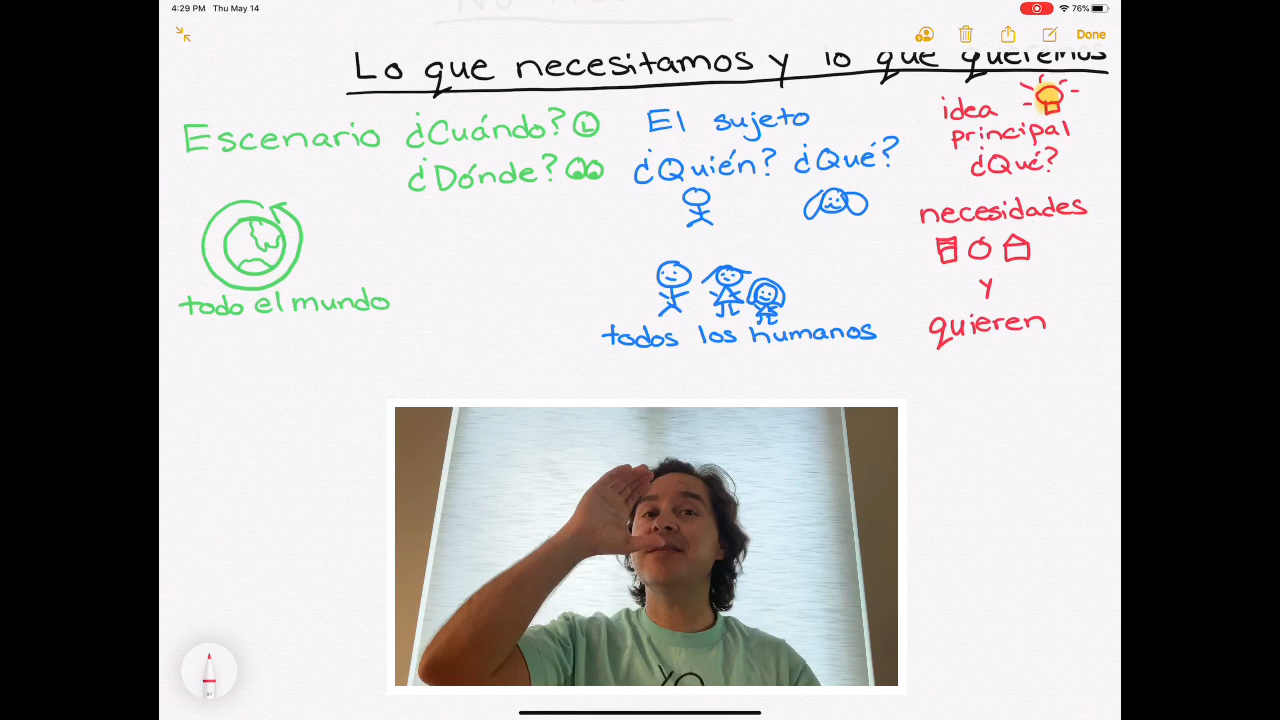 4:29 PM Thu May 14
76%
Done
Lo que necesitamos y lo que queremos
Escenario ¿Cuándo?
¿Dónde?
todo el mundo
El sujeto
¿Quién? ¿Qué?
todos los humanos
idea
principal
¿Qué?
necesidades
y
quieren
YO